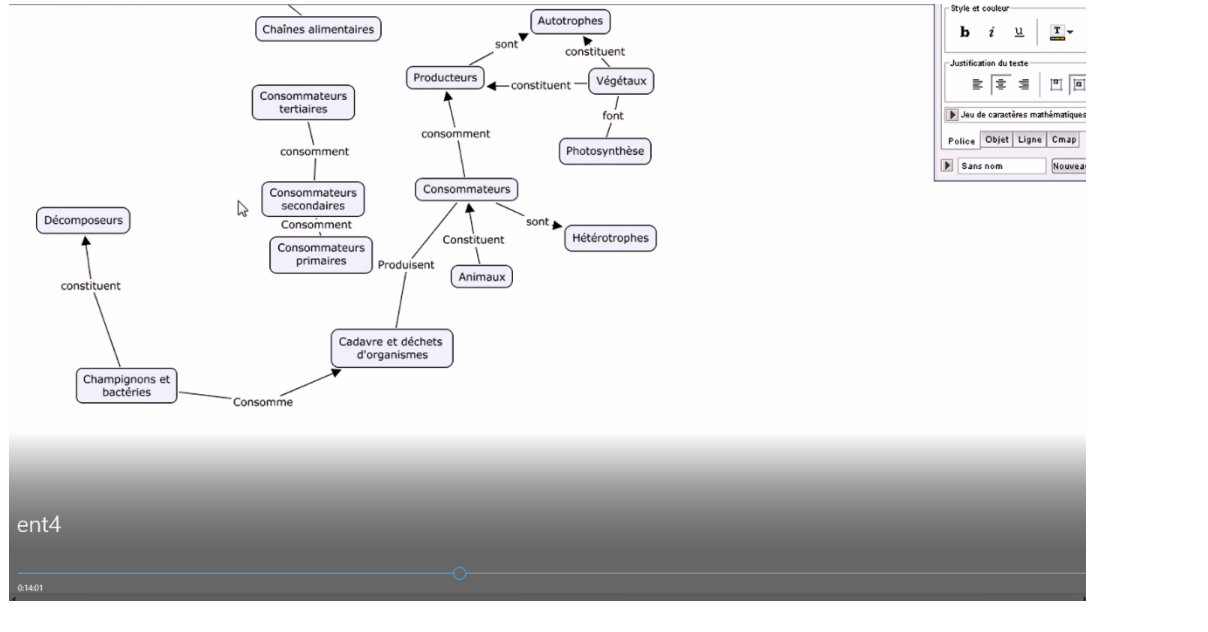 Style et couleur
b i u T
Justification du texte
Jeu de caractères mathématiques
Police Objet Ligne Cmap
Sans nom
Chaînes alimentaires
Autotrophes
sont
constituent
Producteurs
constituent
Végétaux
font
Photosynthèse
Consommateurs
tertiaires
consomment
consomment
Consommateurs
secondaires
Consomment
Consommateurs
primaires
Consommateurs
sont
Hétérotrophes
Constituent
Animaux
Produisent
Décomposeurs
constituent
Cadavre et déchets
d'organismes
Champignons et
bactéries
Consomme
ent4
0:14:01